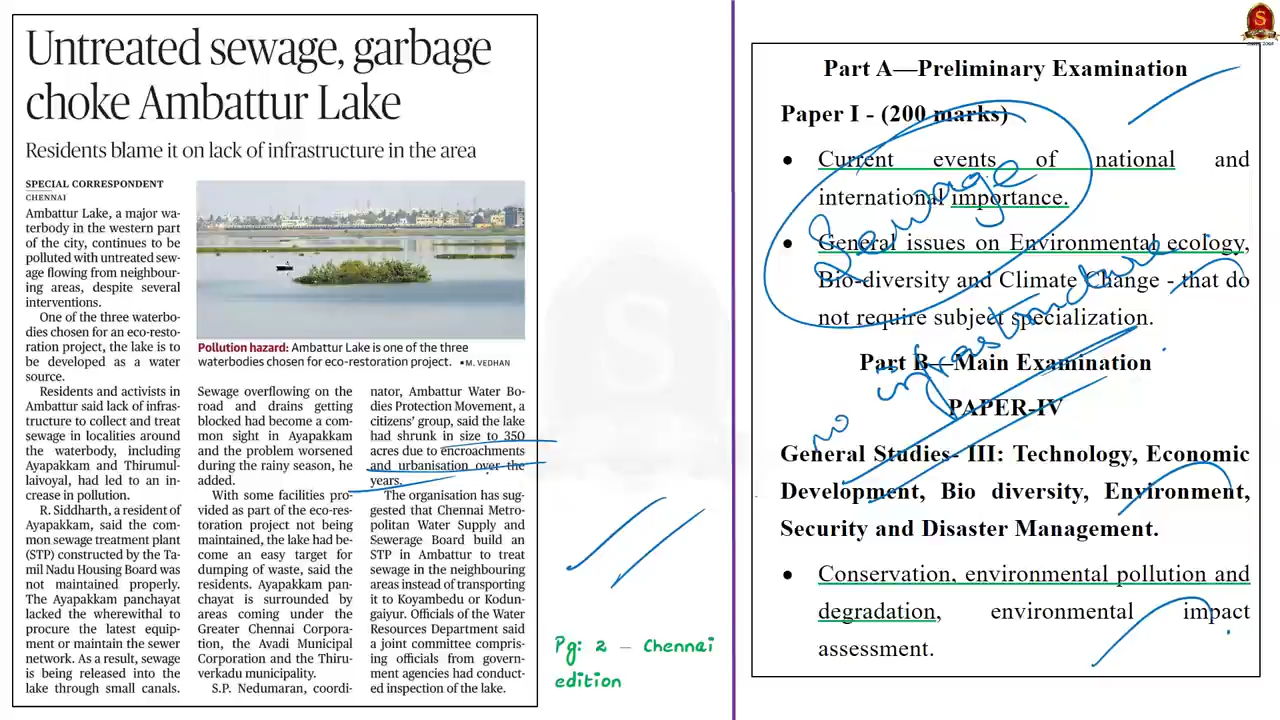 Untreated sewage, garbage
choke Ambattur Lake
Residents blame it on lack of infrastructure in the area
SPECIAL CORRESPONDENT
CHENNAI
Ambattur Lake, a major wa-
terbody in the western part
of the city, continues to be
polluted with untreated sew-
age flowing from neighbour-
ing areas, despite several
interventions.
One of the three waterbo-
dies chosen for an eco-resto-
ration project, the lake is to
be developed as a water
source.
Residents and activists in
Ambattur said lack of infras-
tructure to collect and treat
sewage in localities around
the waterbody, including
Ayapakkam and Thirumul-
laivoyal, had led to an in-
crease in pollution.
R. Siddharth, a resident of
Ayapakkam, said the com-
mon sewage treatment plant
(STP) constructed by the Ta-
mil Nadu Housing Board was
not maintained properly.
The Ayapakkam panchayat
lacked the wherewithal to
procure the latest equip-
ment or maintain the sewer
network. As a result, sewage
is being released into the
lake through small canals.
Pollution hazard: Ambattur Lake is one of the three
waterbodies chosen for eco-restoration project. ▪M. VEDHAN
Sewage overflowing on the
road and drains getting
blocked had become a com-
mon sight in Ayapakkam
and the problem worsened
during the rainy season, he
added.
With some facilities pro-
vided as part of the eco-res-
toration project not being
maintained, the lake had be-
come an easy target for
dumping of waste, said the
residents. Ayapakkam pan-
chayat is surrounded by
areas coming under the
Greater Chennai Corpora-
tion, the Avadi Municipal
Corporation and the Thiru-
verkadu municipality.
S.P. Nedumaran, coordi-
nator, Ambattur Water Bo-
dies Protection Movement, a
citizens' group, said the lake
had shrunk in size to 350
acres due to encroachments
and urbanisation over the
years.
The organisation has sug-
gested that Chennai Metro-
politan Water Supply and
Sewerage Board build an
STP in Ambattur to treat
sewage in the neighbouring
areas instead of transporting
it to Koyambedu or Kodun-
gaiyur. Officials of the Water
Resources Department said
a joint committee compris-
ing officials from govern-
ment agencies had conduct-
ed inspection of the lake.
Pg: 2 – Chennai
edition
Part A—Preliminary Examination
Paper I - (200 marks)
• Current events of national and
international importance.
• General issues on Environmental ecology,
Bio-diversity and Climate Change - that do
not require subject specialization.
Part B—Main Examination
PAPER-IV
General Studies- III: Technology, Economic
Development, Bio diversity, Environment,
Security and Disaster Management.
• Conservation, environmental pollution and
degradation, environmental impact
assessment.
Sewage
no infrastructure
S